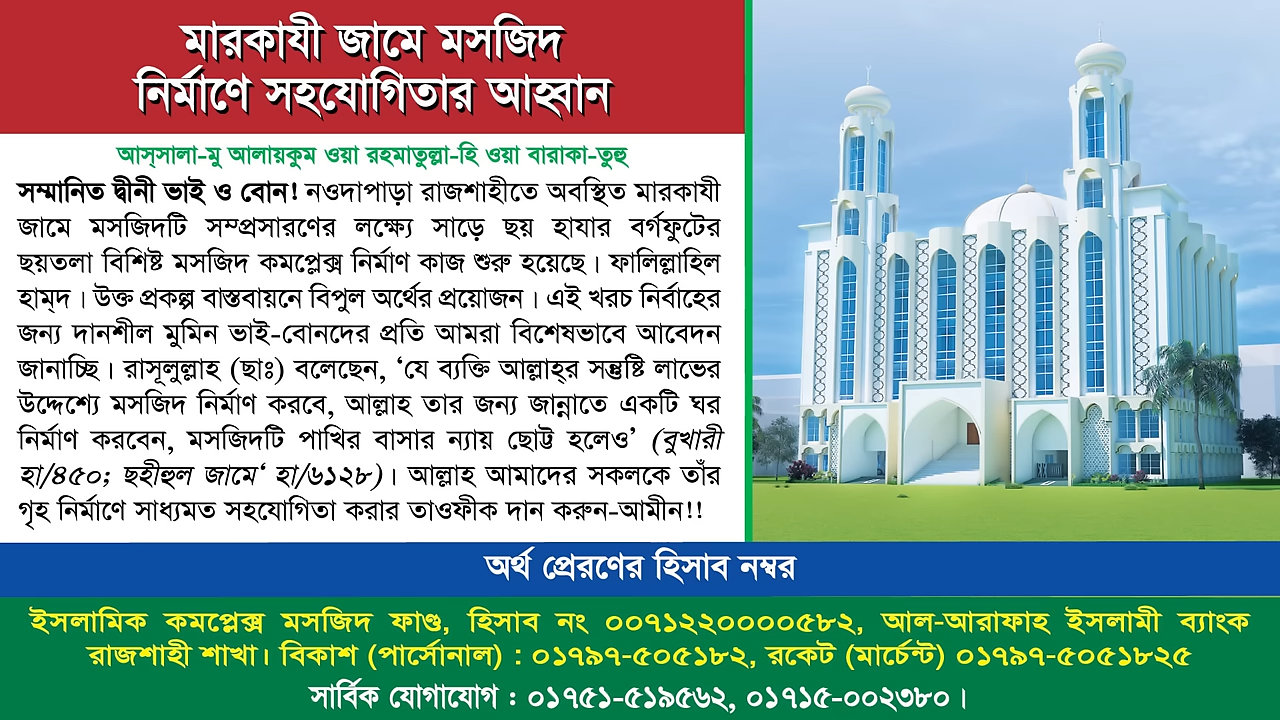 মারকাযী জামে মসজিদ
নির্মাণে সহযোগিতার আহ্বান
আস্সালা-মু আলায়কুম ওয়া রহমাতুল্লা-হি ওয়া বারাকা-তুহু
সম্মানিত দ্বীনী ভাই ও বোন! নওদাপাড়া রাজশাহীতে অবস্থিত মারকাযী
জামে মসজিদটি সম্প্রসারণের লক্ষ্যে সাড়ে ছয় হাযার বর্গফুটের
ছয়তলা বিশিষ্ট মসজিদ কমপ্লেক্স নির্মাণ কাজ শুরু হয়েছে। ফালিল্লাহিল
হাম্দ। উক্ত প্রকল্প বাস্তবায়নে বিপুল অর্থের প্রয়োজন। এই খরচ নির্বাহের
জন্য দানশীল মুমিন ভাই-বোনদের প্রতি আমরা বিশেষভাবে আবেদন
জানাচ্ছি। রাসূলুল্লাহ (ছাঃ) বলেছেন, ‘যে ব্যক্তি আল্লাহ্‌র সন্তুষ্টি লাভের
উদ্দেশ্যে মসজিদ নির্মাণ করবে, আল্লাহ তার জন্য জান্নাতে একটি ঘর
নির্মাণ করবেন, মসজিদটি পাখির বাসার ন্যায় ছোট্ট হলেও’ (বুখারী
হা/৪৫০; ছহীহুল জামে‘ হা/৬১২৮)। আল্লাহ আমাদের সকলকে তাঁর
গৃহ নির্মাণে সাধ্যমত সহযোগিতা করার তাওফীক দান করুন-আমীন!!
অর্থ প্রেরণের হিসাব নম্বর
ইসলামিক কমপ্লেক্স মসজিদ ফাণ্ড, হিসাব নং ০০৭১২২০০০০৫৮২, আল-আরাফাহ ইসলামী ব্যাংক
রাজশাহী শাখা। বিকাশ (পার্সোনাল) : ০১৭৯৭-৫০৫১৮২, রকেট (মার্চেন্ট) ০১৭৯৭-৫০৫১৮২৫
সার্বিক যোগাযোগ : ০১৭৫১-৫১৯৫৬২, ০১৭১৫-০০২৩৮০।